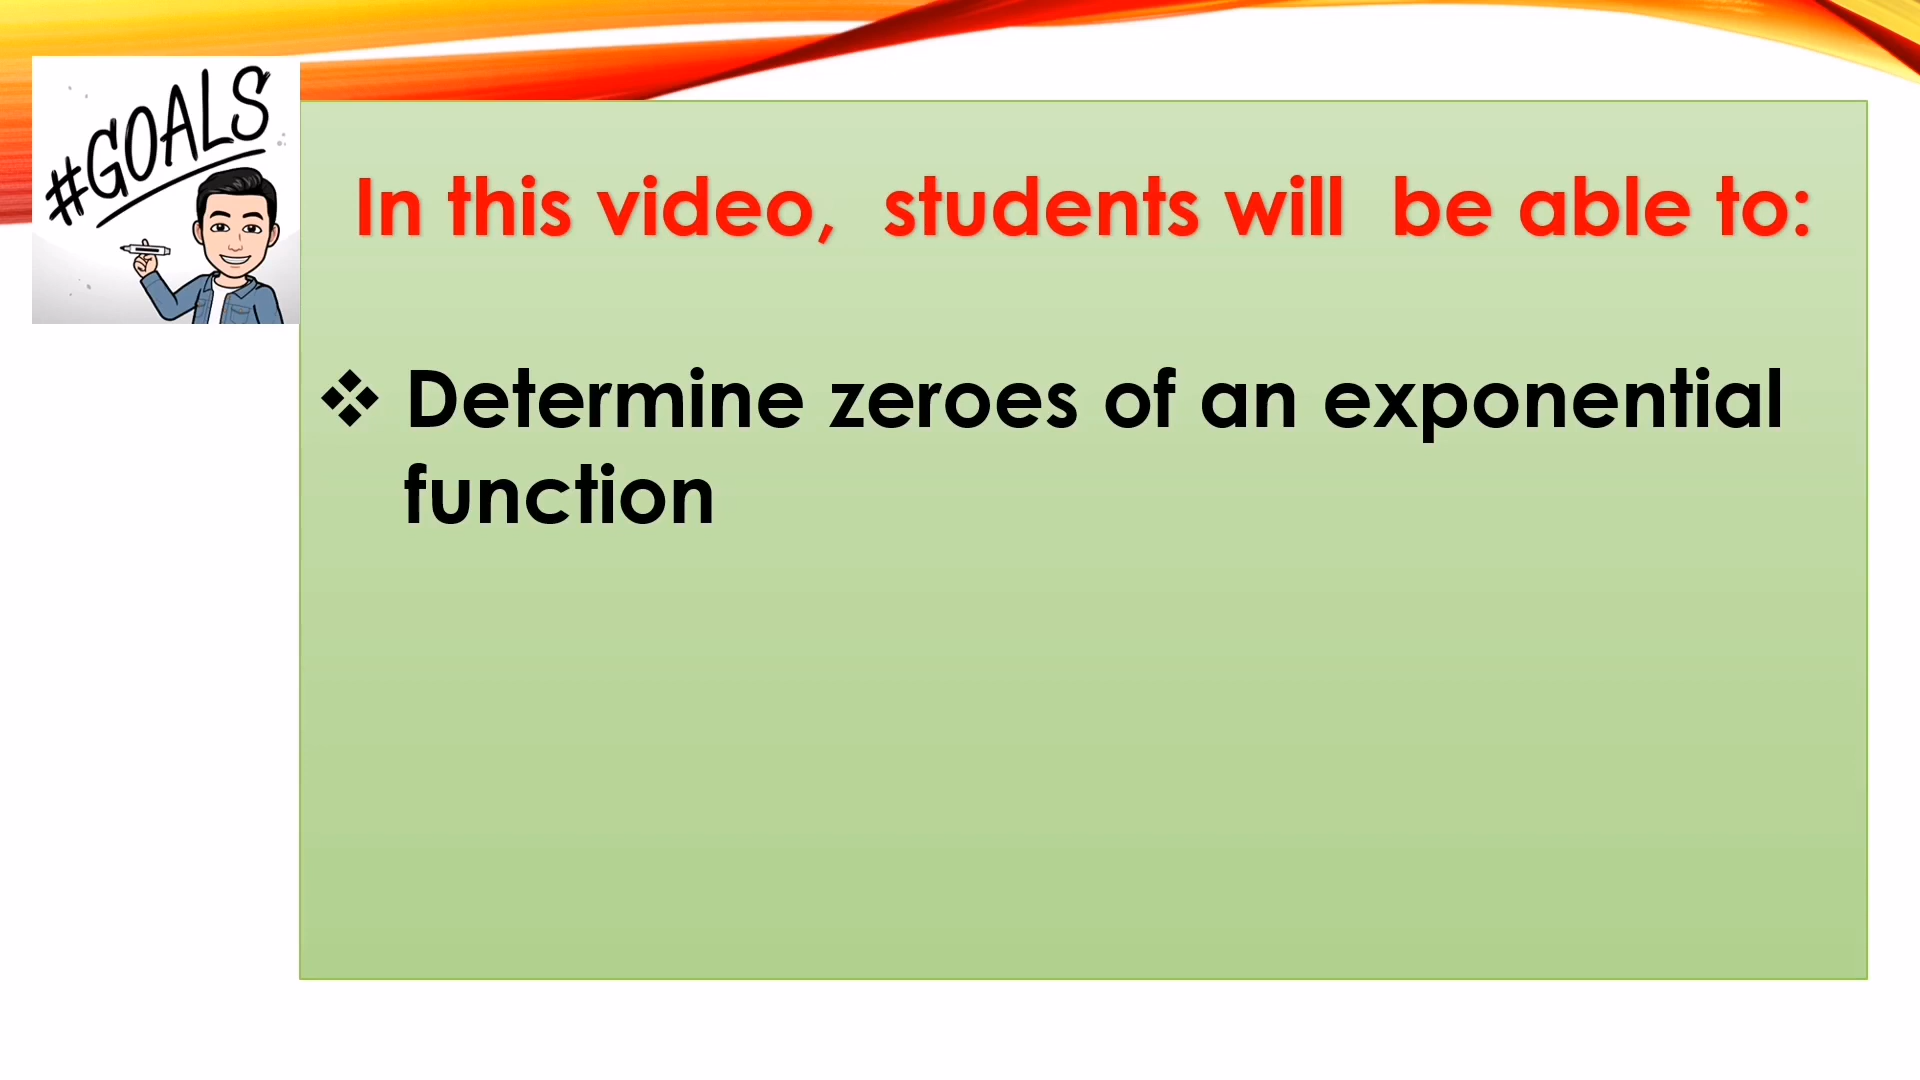 #GOALS
In this video, students will be able to:
❖ Determine zeroes of an exponential
function